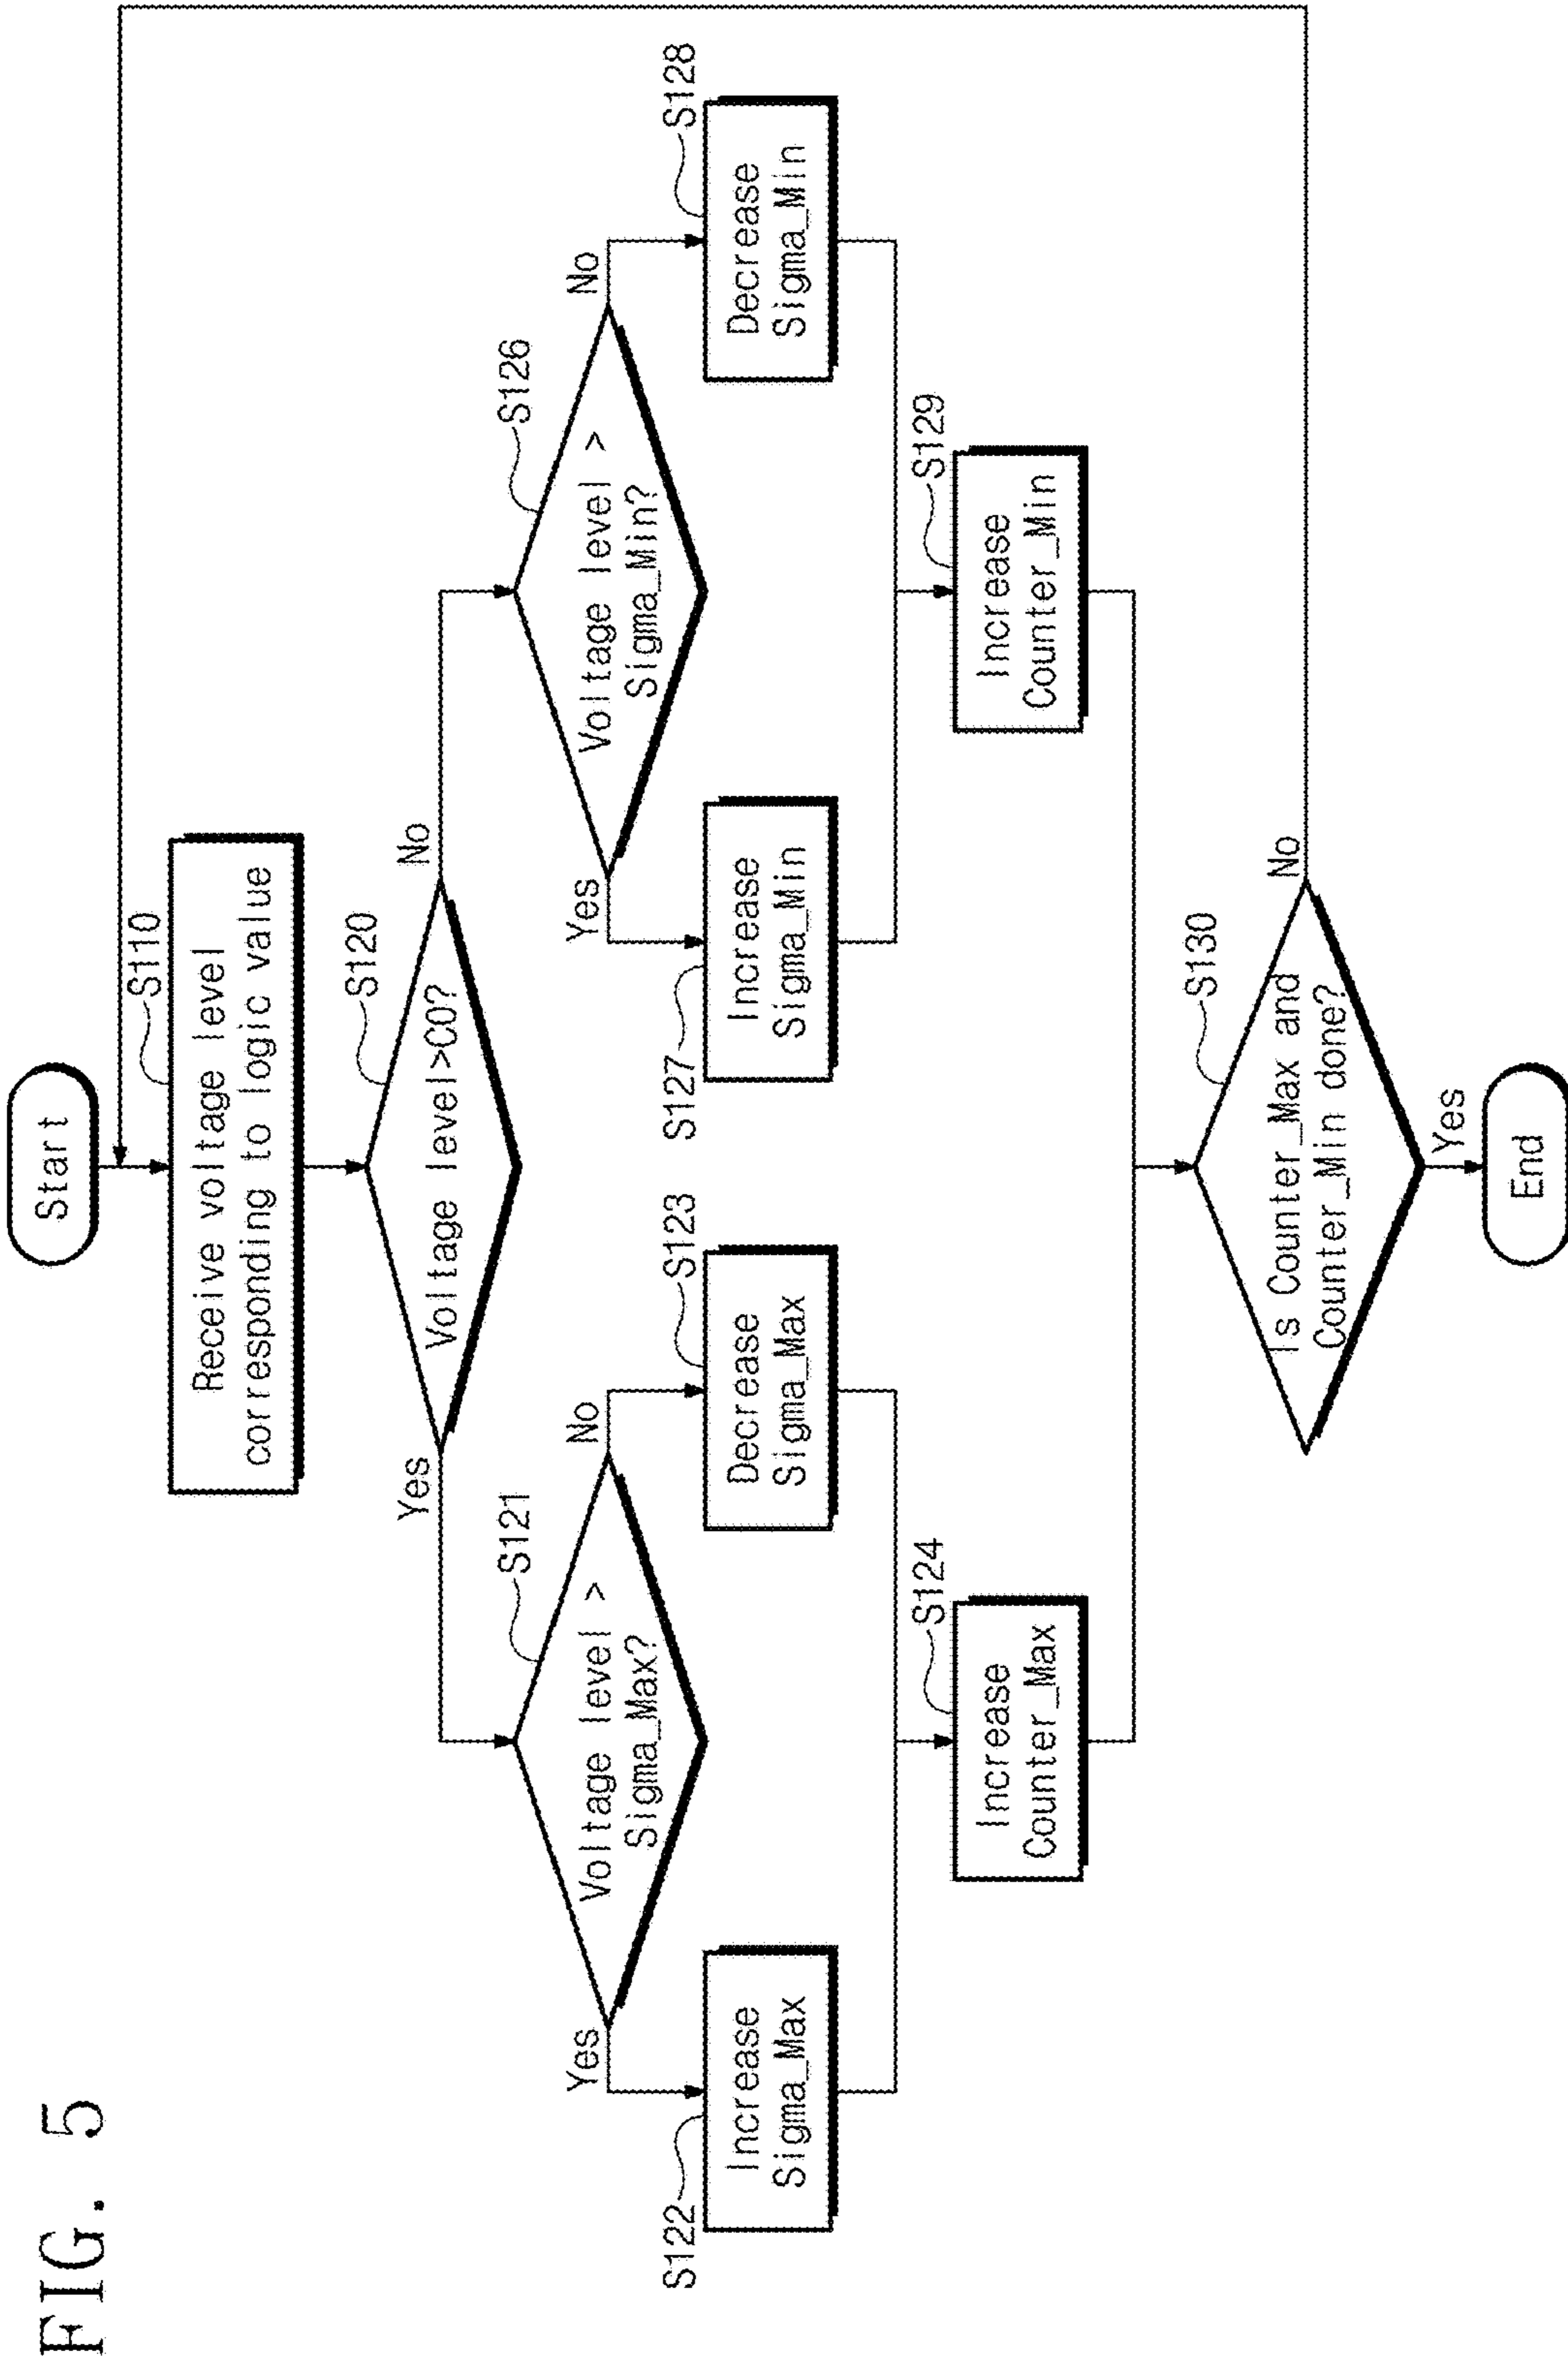 FIG. 5
Start
S110
Receive voltage level
corresponding to logic value
S120
Voltage level>C0?
Yes
No
S121
Voltage level >
Sigma_Max?
Yes
No
S126
Voltage level >
Sigma_Min?
Yes
No
S122
Increase
Sigma_Max
S123
Decrease
Sigma_Max
S127
Increase
Sigma_Min
S128
Decrease
Sigma_Min
S124
Increase
Counter_Max
S129
Increase
Counter_Min
S130
Is Counter_Max and
Counter_Min done?
No
Yes
End